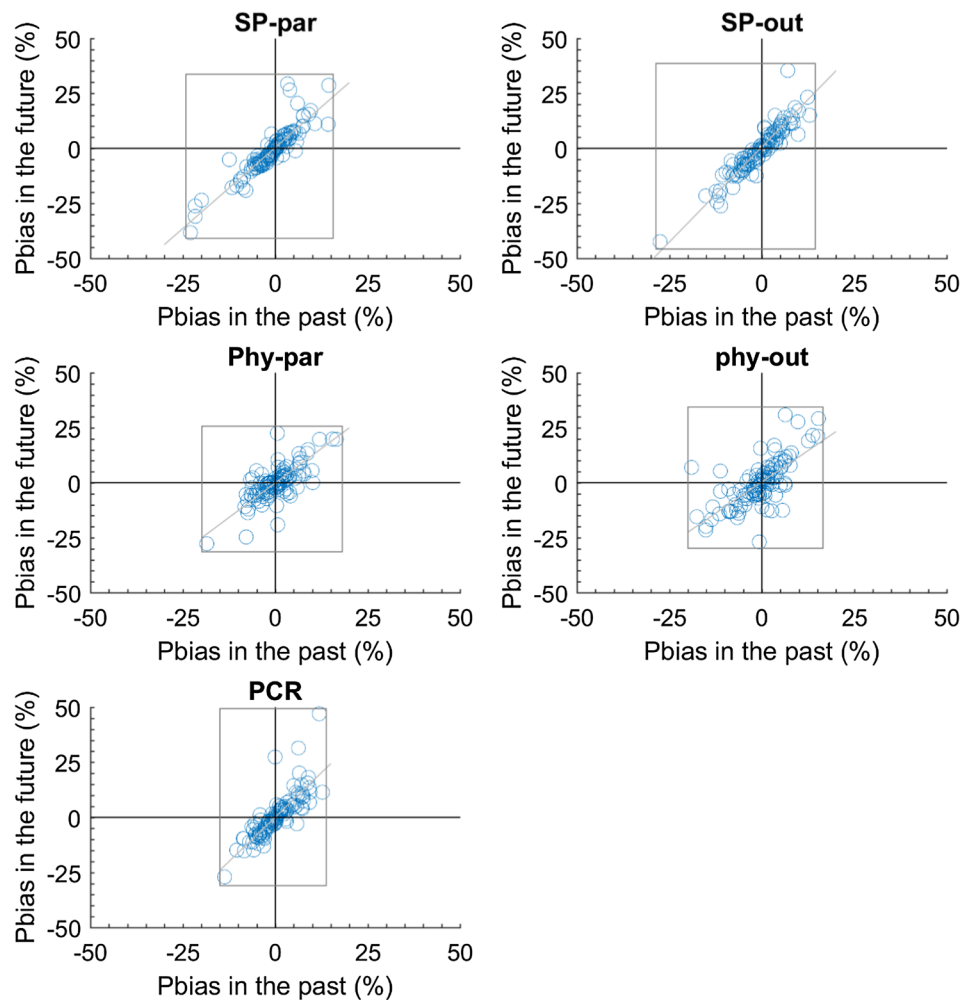 SP-par
Pbias in the future (%)
50
25
0
-25
-50
-50 -25 0 25 50
Pbias in the past (%)
SP-out
Pbias in the future (%)
50
25
0
-25
-50
-50 -25 0 25 50
Pbias in the past (%)
Phy-par
Pbias in the future (%)
50
25
0
-25
-50
-50 -25 0 25 50
Pbias in the past (%)
phy-out
Pbias in the future (%)
50
25
0
-25
-50
-50 -25 0 25 50
Pbias in the past (%)
PCR
Pbias in the future (%)
50
25
0
-25
-50
-50 -25 0 25 50
Pbias in the past (%)